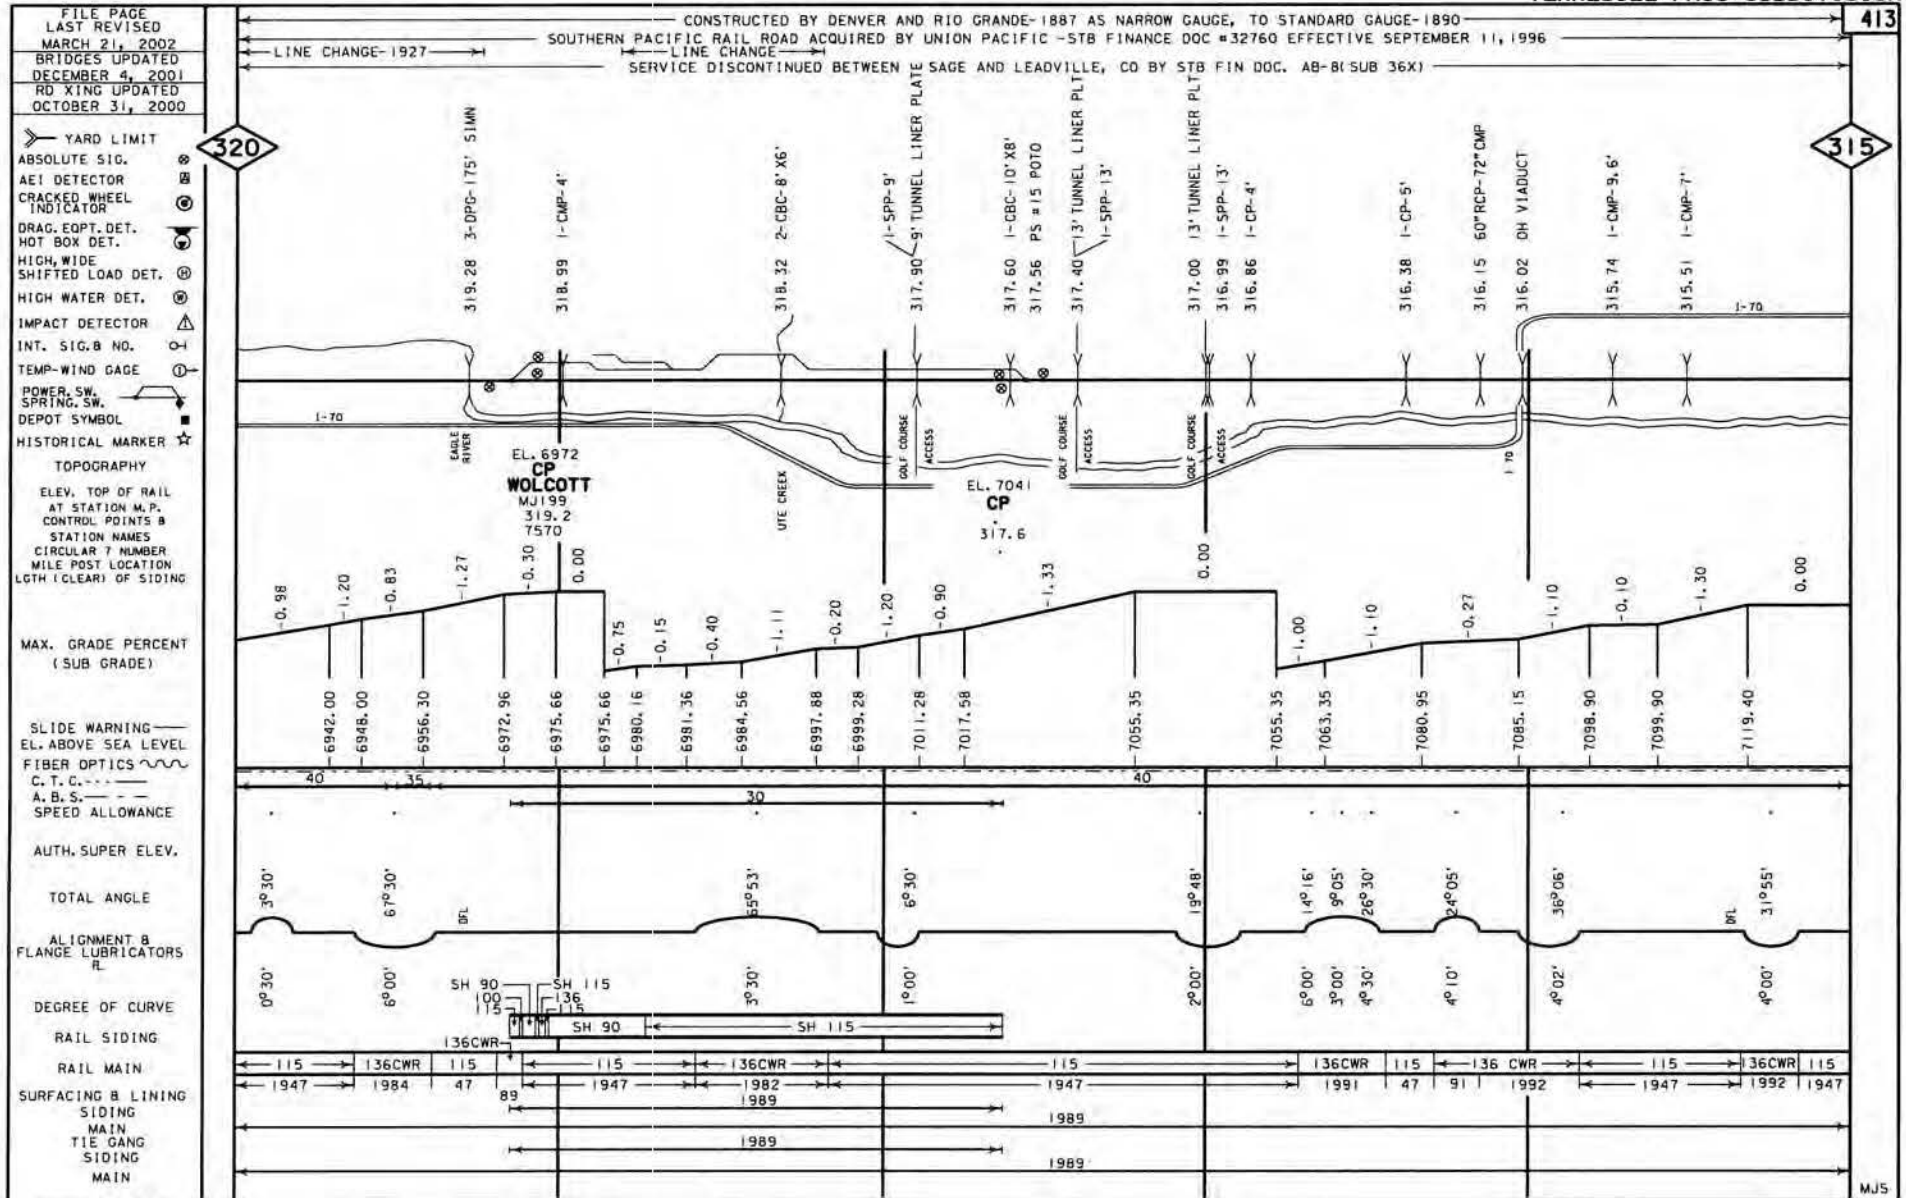 413
FILE PAGE
LAST REVISED
MARCH 21, 2002
BRIDGES UPDATED
DECEMBER 4, 2001
RD XING UPDATED
OCTOBER 31, 2000
CONSTRUCTED BY DENVER AND RIO GRANDE-1887 AS NARROW GAUGE, TO STANDARD GAUGE-1890
SOUTHERN PACIFIC RAIL ROAD ACQUIRED BY UNION PACIFIC -STB FINANCE DOC #32760 EFFECTIVE SEPTEMBER 11, 1996
LINE CHANGE-1927
LINE CHANGE
SERVICE DISCONTINUED BETWEEN SAGE AND LEADVILLE, CO BY STB FIN DOC. AB-8(SUB 36X)
320
315
YARD LIMIT
ABSOLUTE SIG.
AEI DETECTOR
CRACKED WHEEL
INDICATOR
DRAG. EQPT. DET.
HOT BOX DET.
HIGH, WIDE
SHIFTED LOAD DET.
HIGH WATER DET.
IMPACT DETECTOR
INT. SIG.& NO.
TEMP-WIND GAGE
POWER. SW.
SPRING. SW.
DEPOT SYMBOL
HISTORICAL MARKER
TOPOGRAPHY
ELEV. TOP OF RAIL
AT STATION M.P.
CONTROL POINTS &
STATION NAMES
CIRCULAR 7 NUMBER
MILE POST LOCATION
LGTH (CLEAR) OF SIDING
319.28 3-DPG-175' SIMN
318.99 1-CMP-4'
318.32 2-CBC-8'X6'
1-SPP-9'
317.90 9' TUNNEL LINER PLATE
317.60 1-CBC-10'X8'
317.56 PS #15 POTO
317.40 13' TUNNEL LINER PLT
1-SPP-13'
317.00 13' TUNNEL LINER PLT
316.99 1-SPP-13'
316.86 1-CP-4'
316.38 1-CP-5'
316.15 60"RCP-72"CMP
316.02 OH VIADUCT
315.74 1-CMP-9.6'
315.51 1-CMP-7'
I-70
I-70
I 70
EAGLE
RIVER
UTE CREEK
GOLF COURSE
ACCESS
GOLF COURSE
ACCESS
GOLF COURSE
ACCESS
EL. 6972
CP
WOLCOTT
MJ199
319.2
7570
EL. 7041
CP
317.6
MAX. GRADE PERCENT
(SUB GRADE)
-0.98 -1.20 -0.83 -1.27 -0.30 0.00 -0.75 -0.15 -0.40 -1.11 -0.20 -1.20 -0.90 -1.33 0.00 -1.00 -1.10 -0.27 -1.10 -0.10 -1.30 0.00
6942.00 6948.00 6956.30 6972.96 6975.66 6975.66 6980.16 6981.36 6984.56 6997.88 6999.28 7011.28 7017.58 7055.35 7055.35 7063.35 7080.95 7085.15 7098.90 7099.90 7119.40
SLIDE WARNING
EL. ABOVE SEA LEVEL
FIBER OPTICS
C. T. C.
A. B. S.
SPEED ALLOWANCE
40 35 40
30
AUTH. SUPER ELEV.
TOTAL ANGLE
3°30' 67°30' 65°53' 6°30' 19°48' 14°16' 9°05' 26°30' 24°05' 36°06' 31°55'
DFL DFL
ALIGNMENT &
FLANGE LUBRICATORS
DEGREE OF CURVE
0°30' 6°00' 3°30' 1°00' 2°00' 6°00' 3°00' 4°30' 4°10' 4°02' 4°00'
RAIL SIDING
SH 90 SH 115
100 136
115 115
SH 90 SH 115
136CWR
RAIL MAIN
115 136CWR 115 115 136CWR 115 136CWR 115 136 CWR 115 136CWR 115
1947 1984 47 89 1947 1982 1947 1991 47 91 1992 1947 1992 1947
SURFACING & LINING
SIDING
1989
MAIN
1989
TIE GANG
SIDING
1989
MAIN
1989
MJ5